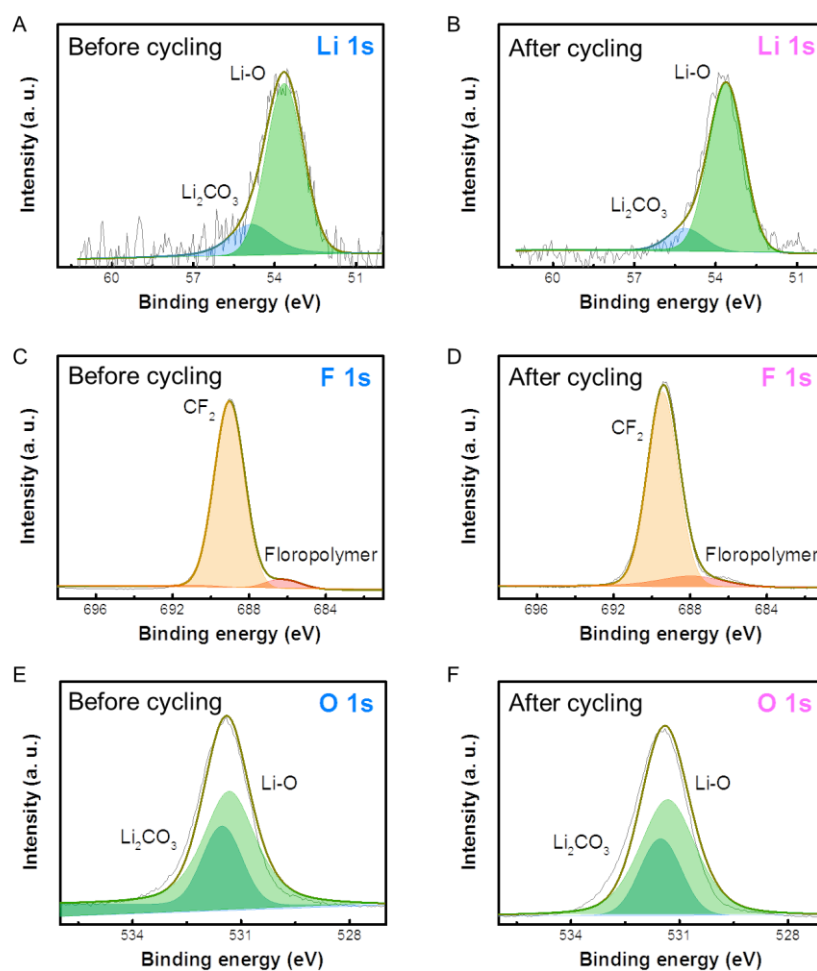 A
Before cycling Li 1s
Li-O
Li2CO3
Intensity (a. u.)
60 57 54 51
Binding energy (eV)
B
After cycling Li 1s
Li-O
Li2CO3
Intensity (a. u.)
60 57 54 51
Binding energy (eV)
C
Before cycling F 1s
CF2
Floropolymer
Intensity (a. u.)
696 692 688 684
Binding energy (eV)
D
After cycling F 1s
CF2
Floropolymer
Intensity (a. u.)
696 692 688 684
Binding energy (eV)
E
Before cycling O 1s
Li-O
Li2CO3
Intensity (a. u.)
534 531 528
Binding energy (eV)
F
After cycling O 1s
Li-O
Li2CO3
Intensity (a. u.)
534 531 528
Binding energy (eV)